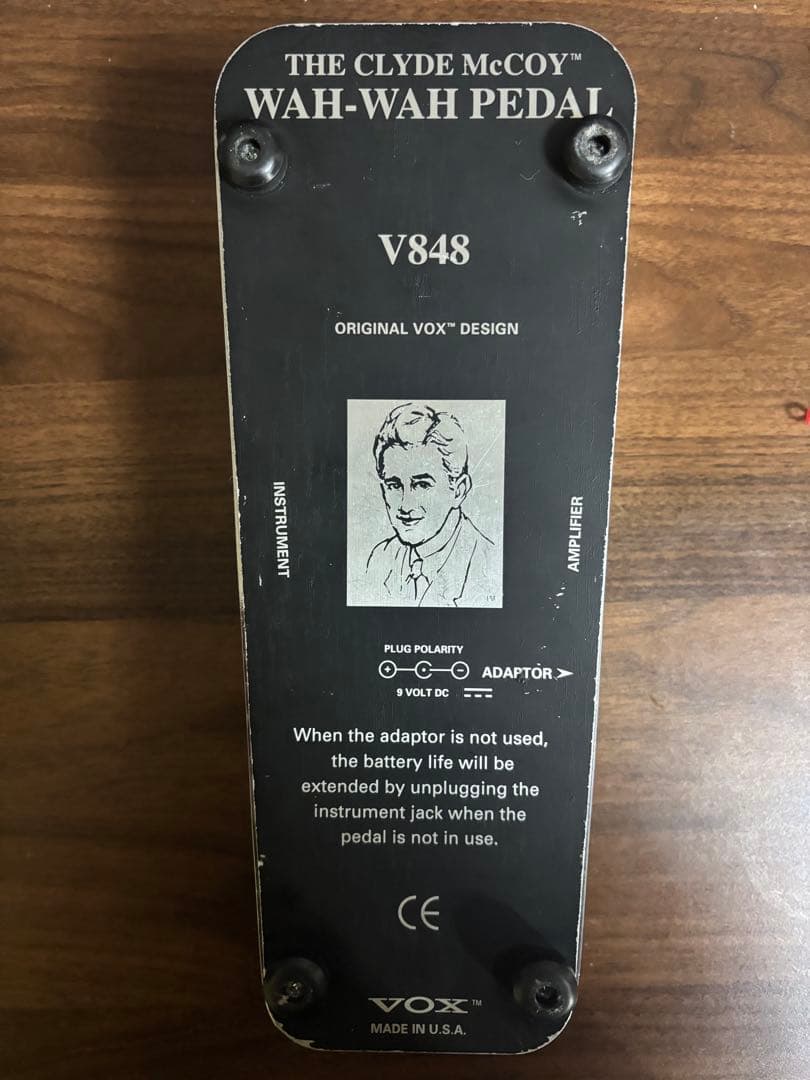 THE CLYDE McCOY™
WAH-WAH PEDAL
V848
ORIGINAL VOX™ DESIGN
INSTRUMENT
AMPLIFIER
PLUG POLARITY
+ −
ADAPTOR
9 VOLT DC
When the adaptor is not used,
the battery life will be
extended by unplugging the
instrument jack when the
pedal is not in use.
CE
VOX™
MADE IN U.S.A.